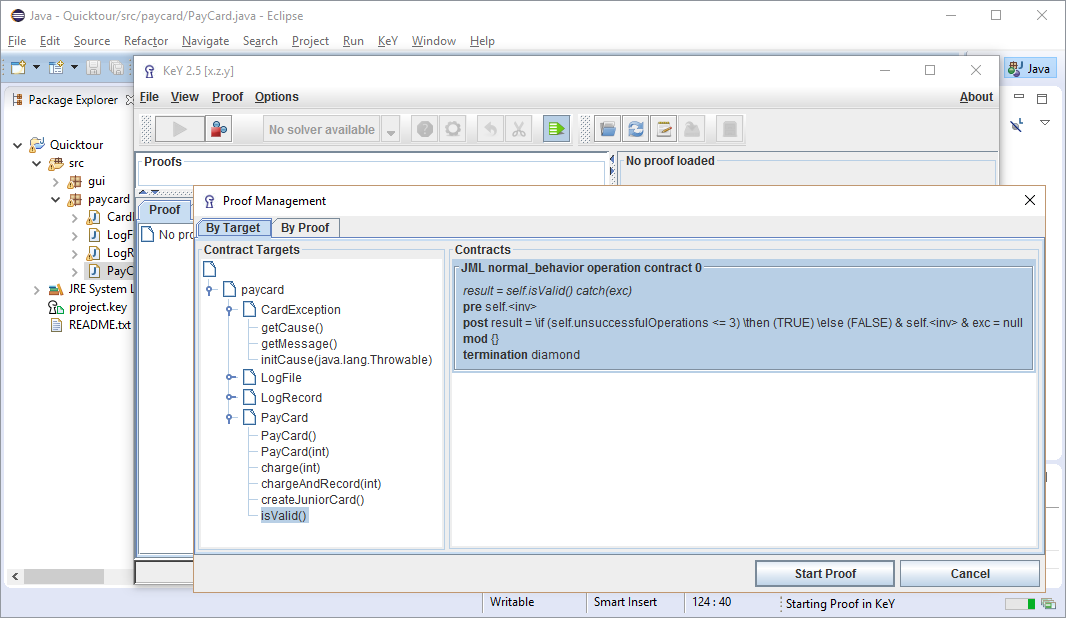 Java - Quicktour/src/paycard/PayCard.java - Eclipse
File Edit Source Refactor Navigate Search Project Run KeY Window Help
KeY 2.5 [x.z.y]
Java
File View Proof Options About
Package Explorer
No solver available
Quicktour
src
gui
paycard
Card
LogF
LogR
PayC
JRE System L
project.key
README.txt
Proofs
No proof loaded
Proof
No pro
Proof Management
By Target By Proof
Contract Targets
paycard
CardException
getCause()
getMessage()
initCause(java.lang.Throwable)
LogFile
LogRecord
PayCard
PayCard()
PayCard(int)
charge(int)
chargeAndRecord(int)
createJuniorCard()
isValid()
Contracts
JML normal_behavior operation contract 0
result = self.isValid() catch(exc)
pre self.<inv>
post result = \if (self.unsuccessfulOperations <= 3) \then (TRUE) \else (FALSE) & self.<inv> & exc = null
mod {}
termination diamond
Start Proof Cancel
Writable Smart Insert 124 : 40 Starting Proof in KeY